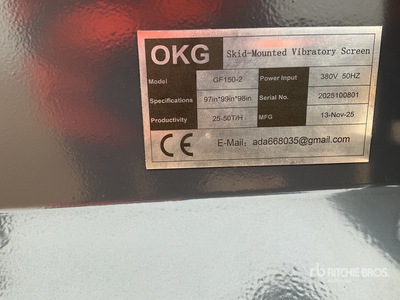 OKG Skid-Mounted Vibratory Screen
Model GF150-2 Power Input 380V 50HZ
Specifications 97in*99in*98in Serial No. 2025100801
Productivity 25-50T/H MFG 13-Nov-25
CE E-Mail: ada668035@gmail.com
rb RITCHIE BROS.